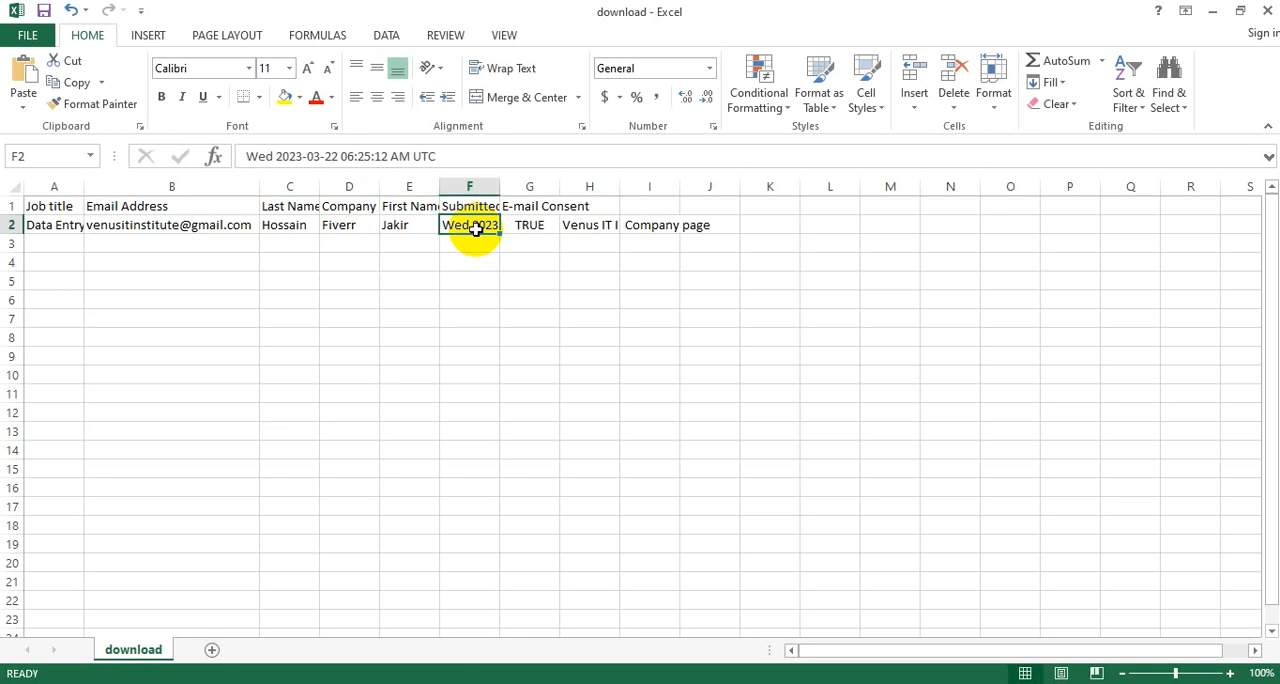 download - Excel
Sign in
FILE HOME INSERT PAGE LAYOUT FORMULAS DATA REVIEW VIEW
Paste Cut Copy Format Painter Clipboard
Calibri 11 B I U Font
Wrap Text Merge & Center Alignment
General $ % , Number
Conditional Formatting Format as Table Cell Styles Styles
Insert Delete Format Cells
AutoSum Fill Clear Sort & Filter Find & Select Editing
F2 fx Wed 2023-03-22 06:25:12 AM UTC
A B C D E F G H I J K L M N O P Q R S
1 Job title Email Address Last Name Company First Name Submitted E-mail Consent
2 Data Entry venusitinstitute@gmail.com Hossain Fiverr Jakir Wed 2023 TRUE Venus IT I Company page
3
4
5
6
7
8
9
10
11
12
13
14
15
16
17
18
19
20
21
22
23
download
READY 100%